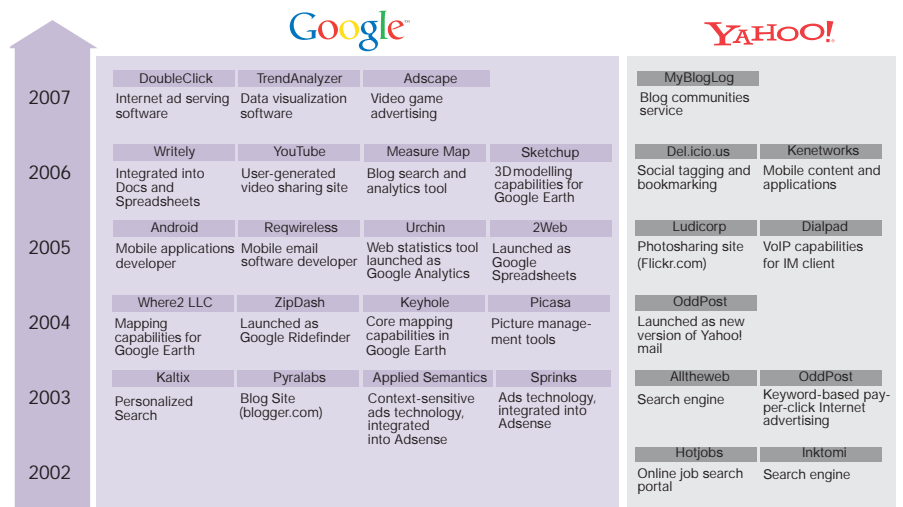 Google™
YAHOO!®
2007
DoubleClick
Internet ad serving
software
TrendAnalyzer
Data visualization
software
Adscape
Video game
advertising
MyBlogLog
Blog communities
service
2006
Writely
Integrated into
Docs and
Spreadsheets
YouTube
User-generated
video sharing site
Measure Map
Blog search and
analytics tool
Sketchup
3D modelling
capabilities for
Google Earth
Del.icio.us
Social tagging and
bookmarking
Kenetworks
Mobile content and
applications
2005
Android
Mobile applications
developer
Reqwireless
Mobile email
software developer
Urchin
Web statistics tool
launched as
Google Analytics
2Web
Launched as
Google
Spreadsheets
Ludicorp
Photosharing site
(Flickr.com)
Dialpad
VoIP capabilities
for IM client
2004
Where2 LLC
Mapping
capabilities for
Google Earth
ZipDash
Launched as
Google Ridefinder
Keyhole
Core mapping
capabilities in
Google Earth
Picasa
Picture manage-
ment tools
OddPost
Launched as new
version of Yahoo!
mail
2003
Kaltix
Personalized
Search
Pyralabs
Blog Site
(blogger.com)
Applied Semantics
Context-sensitive
ads technology,
integrated
into Adsense
Sprinks
Ads technology,
integrated into
Adsense
Alltheweb
Search engine
OddPost
Keyword-based pay-
per-click Internet
advertising
2002
Hotjobs
Online job search
portal
Inktomi
Search engine